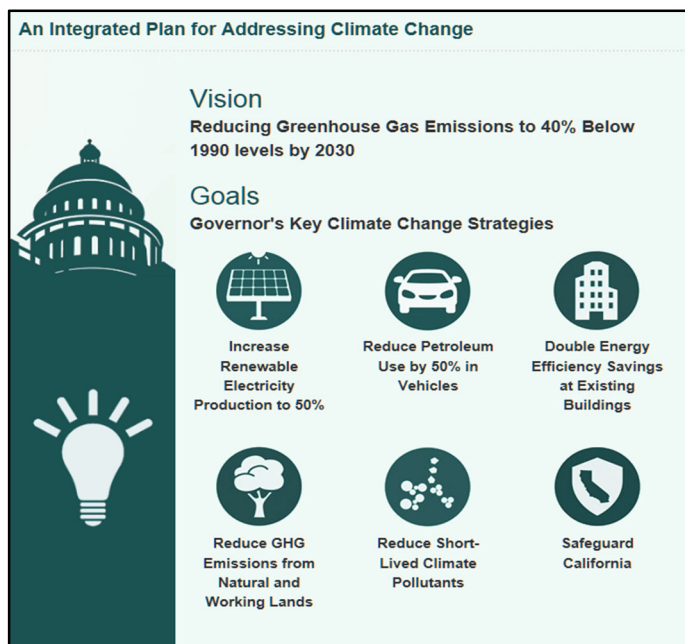 An Integrated Plan for Addressing Climate Change
Vision
Reducing Greenhouse Gas Emissions to 40% Below
1990 levels by 2030
Goals
Governor's Key Climate Change Strategies
Increase
Renewable
Electricity
Production to 50%
Reduce Petroleum
Use by 50% in
Vehicles
Double Energy
Efficiency Savings
at Existing
Buildings
Reduce GHG
Emissions from
Natural and
Working Lands
Reduce Short-
Lived Climate
Pollutants
Safeguard
California